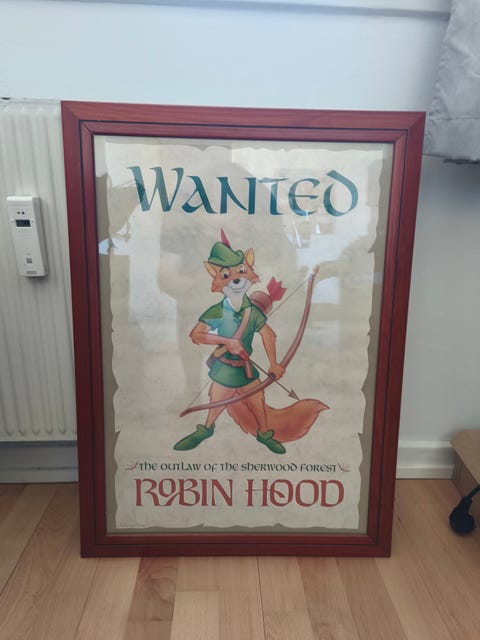 WANTED
THE OUTLAW OF THE SHERWOOD FOREST
ROBIN HOOD